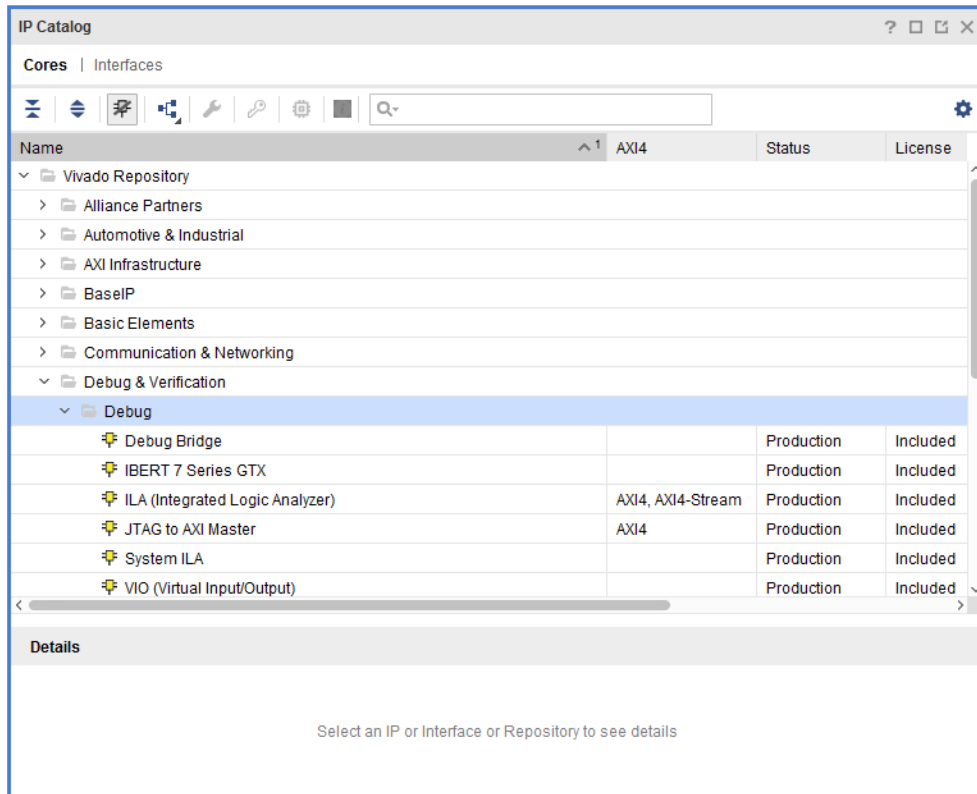 IP Catalog ?
Cores | Interfaces
Q
Name 1 AXI4 Status License
Vivado Repository
Alliance Partners
Automotive & Industrial
AXI Infrastructure
BaseIP
Basic Elements
Communication & Networking
Debug & Verification
Debug
Debug Bridge Production Included
IBERT 7 Series GTX Production Included
ILA (Integrated Logic Analyzer) AXI4, AXI4-Stream Production Included
JTAG to AXI Master AXI4 Production Included
System ILA Production Included
VIO (Virtual Input/Output) Production Included
Details
Select an IP or Interface or Repository to see details